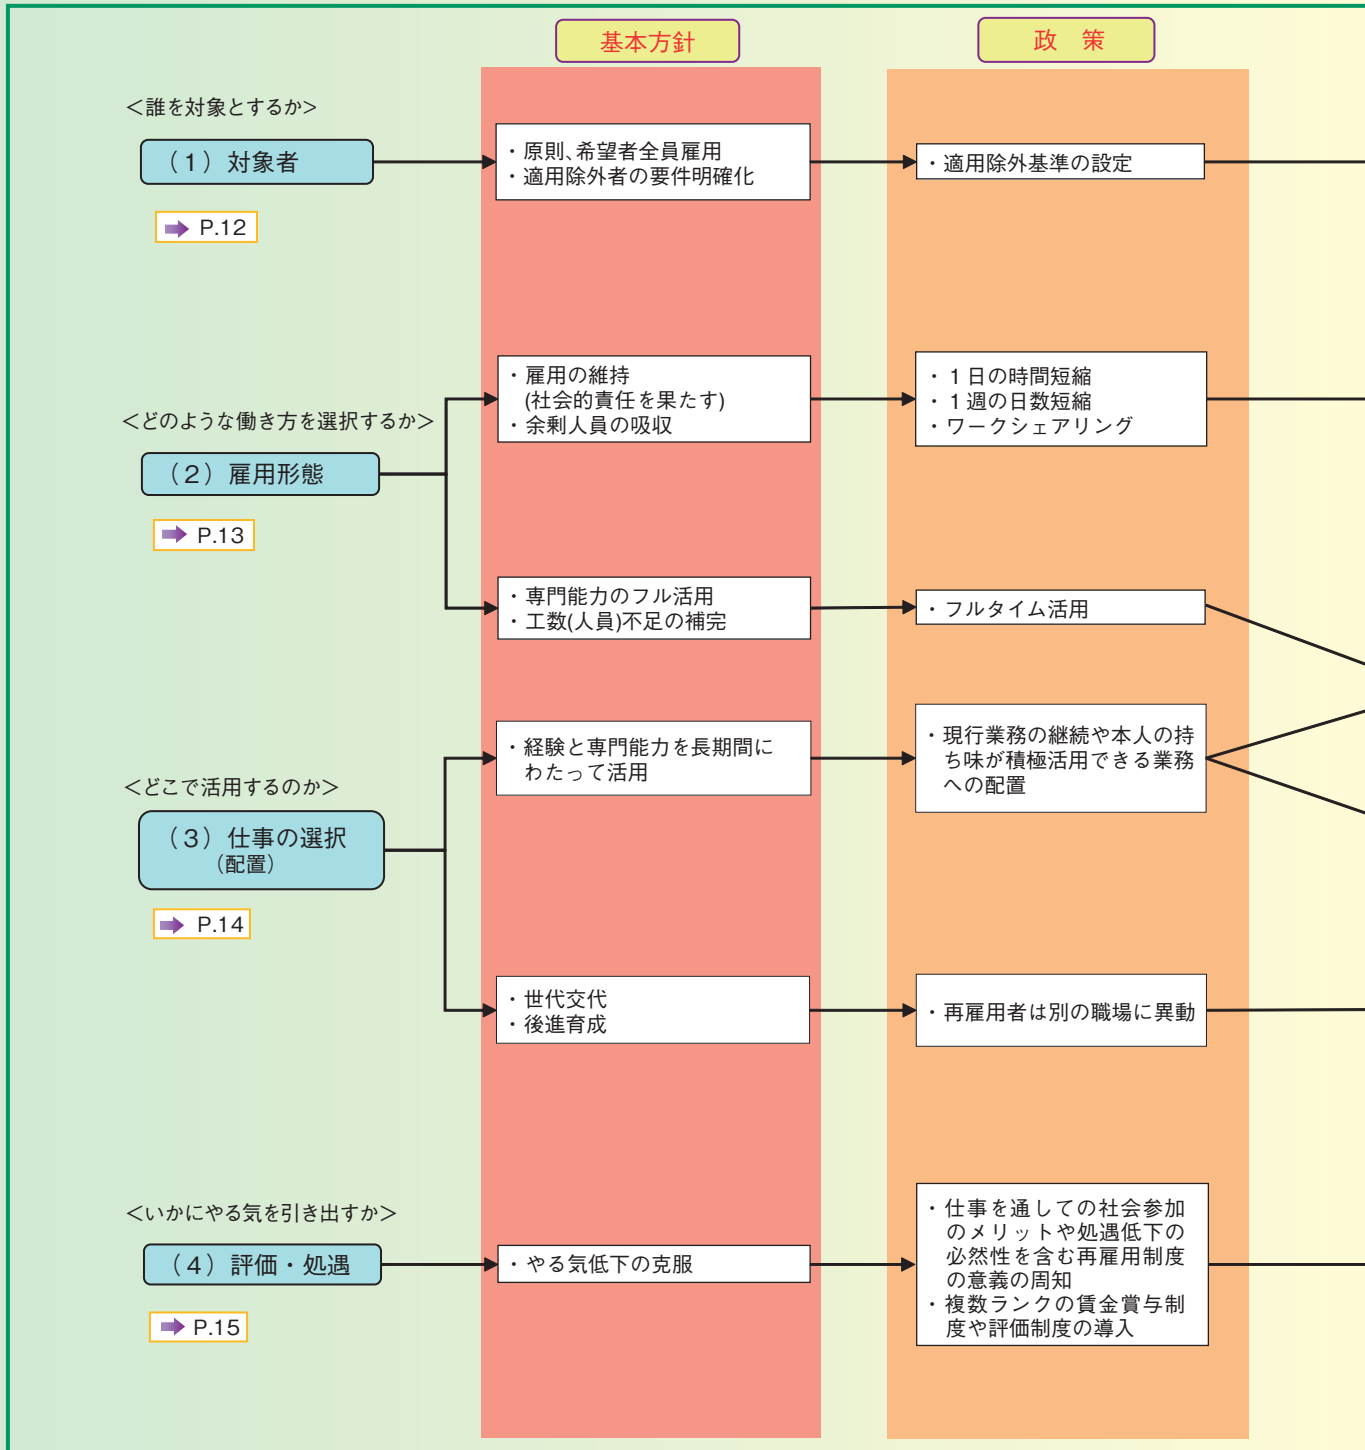 基本方針
政　策
＜誰を対象とするか＞
（１）対象者
P.12
・原則、希望者全員雇用
・適用除外者の要件明確化
・適用除外基準の設定
＜どのような働き方を選択するか＞
（２）雇用形態
P.13
・雇用の維持
(社会的責任を果たす)
・余剰人員の吸収
・１日の時間短縮
・１週の日数短縮
・ワークシェアリング
・専門能力のフル活用
・工数(人員)不足の補完
・フルタイム活用
＜どこで活用するのか＞
（３）仕事の選択
（配置）
P.14
・経験と専門能力を長期間に
わたって活用
・現行業務の継続や本人の持
ち味が積極活用できる業務
への配置
・世代交代
・後進育成
・再雇用者は別の職場に異動
＜いかにやる気を引き出すか＞
（４）評価・処遇
P.15
・やる気低下の克服
・仕事を通しての社会参加
のメリットや処遇低下の
必然性を含む再雇用制度
の意義の周知
・複数ランクの賃金賞与制
度や評価制度の導入